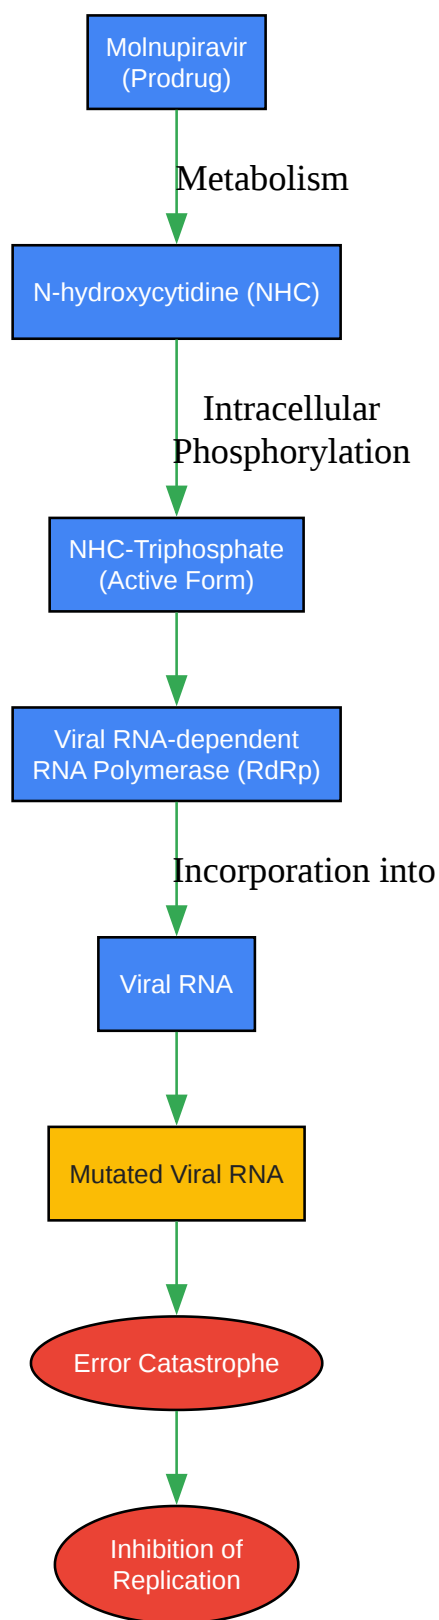 Molnupiravir
(Prodrug)
Metabolism
N-hydroxycytidine (NHC)
Intracellular
Phosphorylation
NHC-Triphosphate
(Active Form)
Viral RNA-dependent
RNA Polymerase (RdRp)
Incorporation into
Viral RNA
Mutated Viral RNA
Error Catastrophe
Inhibition of
Replication